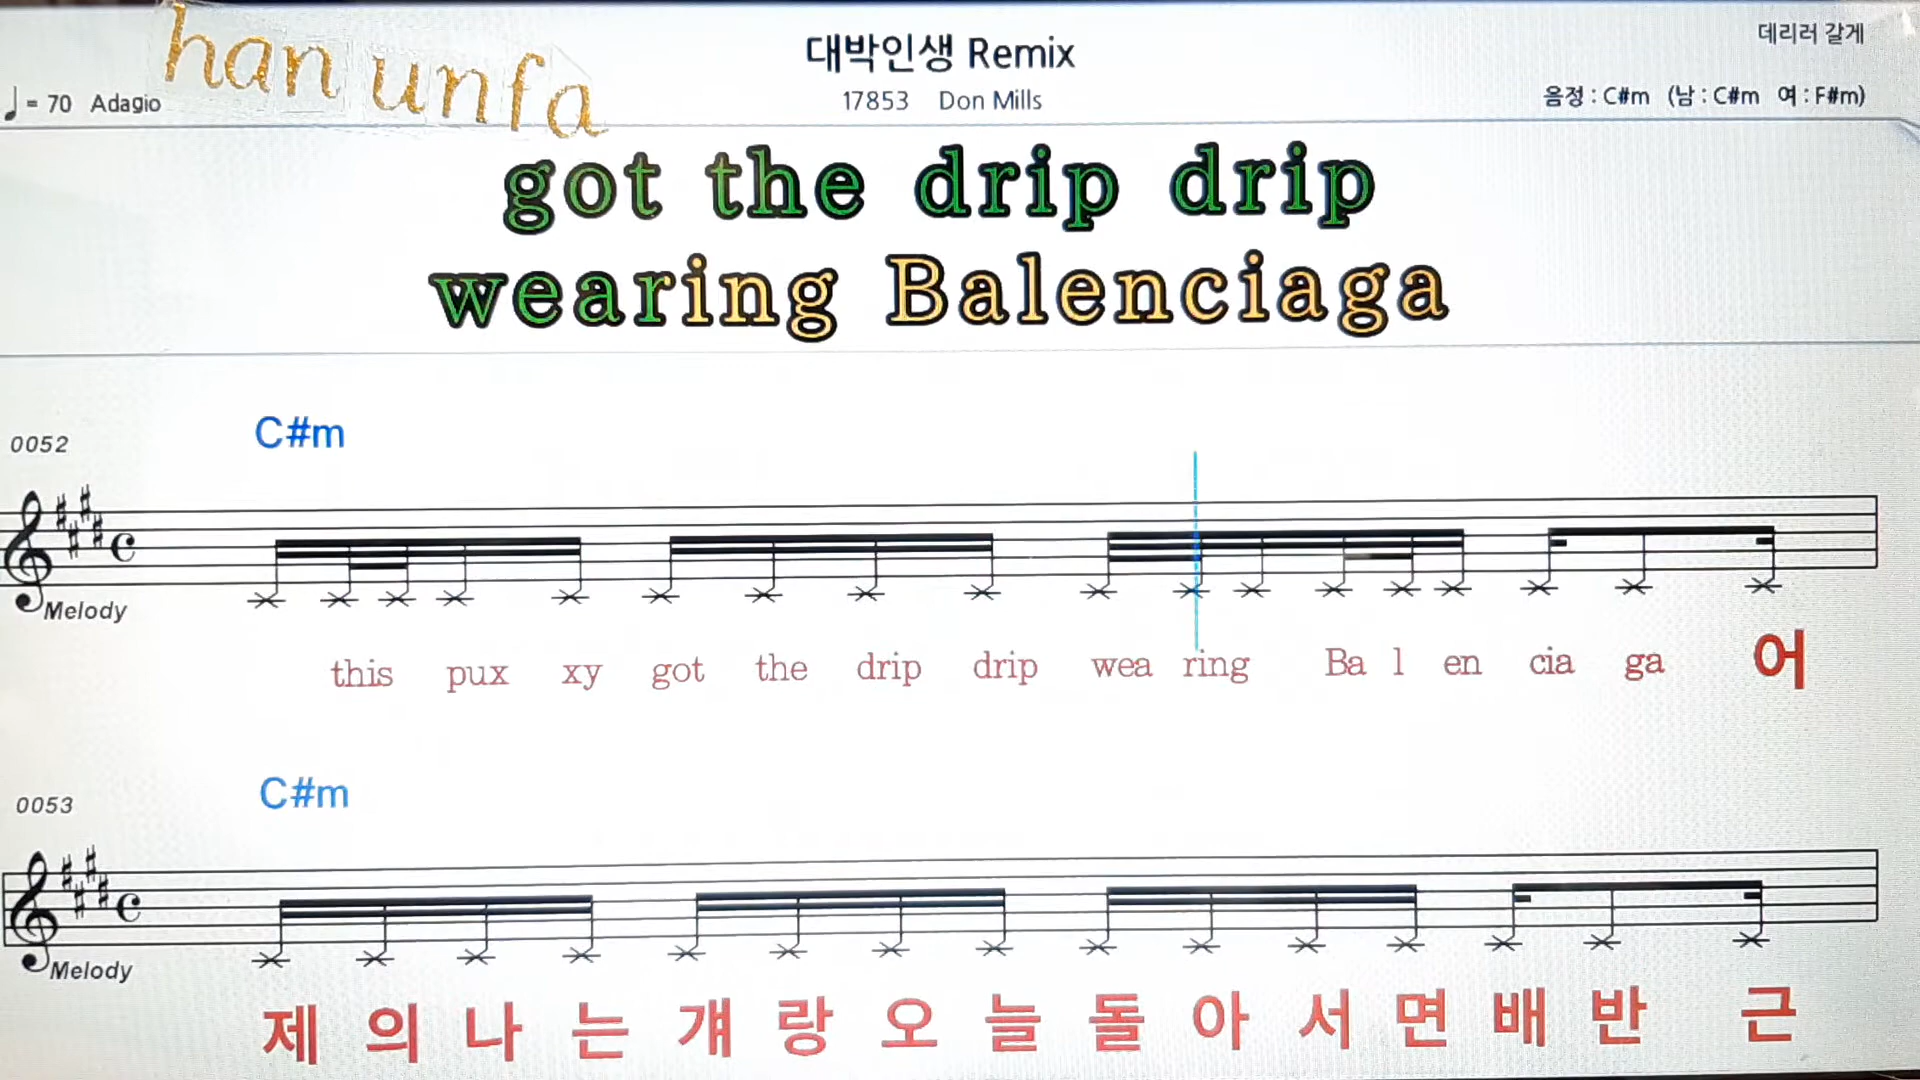 han unfa
데리러 갈게
대박인생 Remix
♩= 70 Adagio
17853 Don Mills
음정 : C#m (남 : C#m 여 : F#m)
got the drip drip
wearing Balenciaga
C#m
0052
Melody
this pux xy got the drip drip wea ring Ba l en cia ga 어
C#m
0053
Melody
제 의 나 는 걔 랑 오 늘 돌 아 서 면 배 반 근